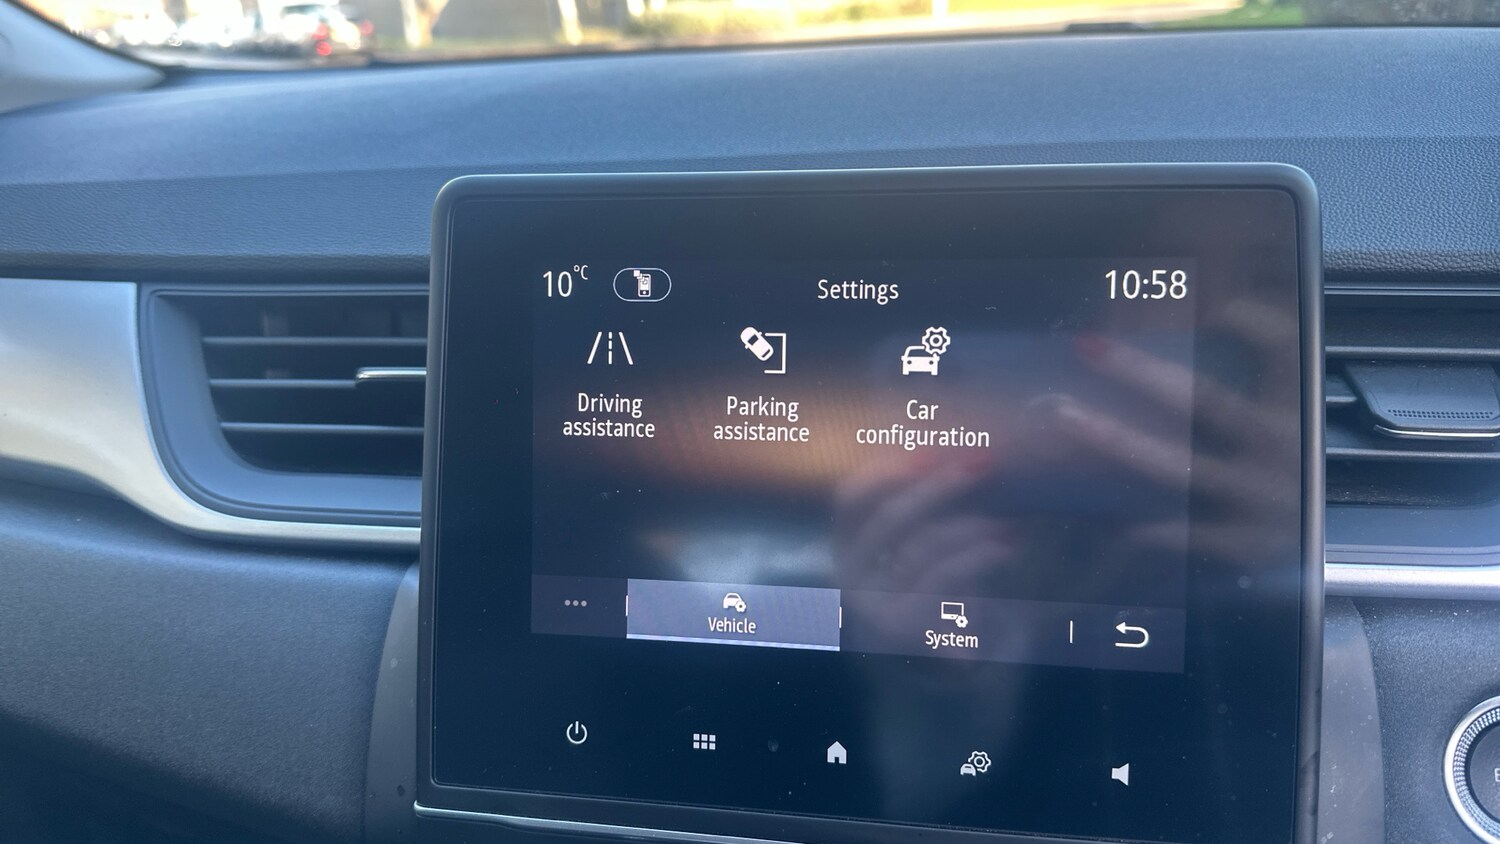 10°C
Settings
10:58
Driving
assistance
Parking
assistance
Car
configuration
Vehicle
System